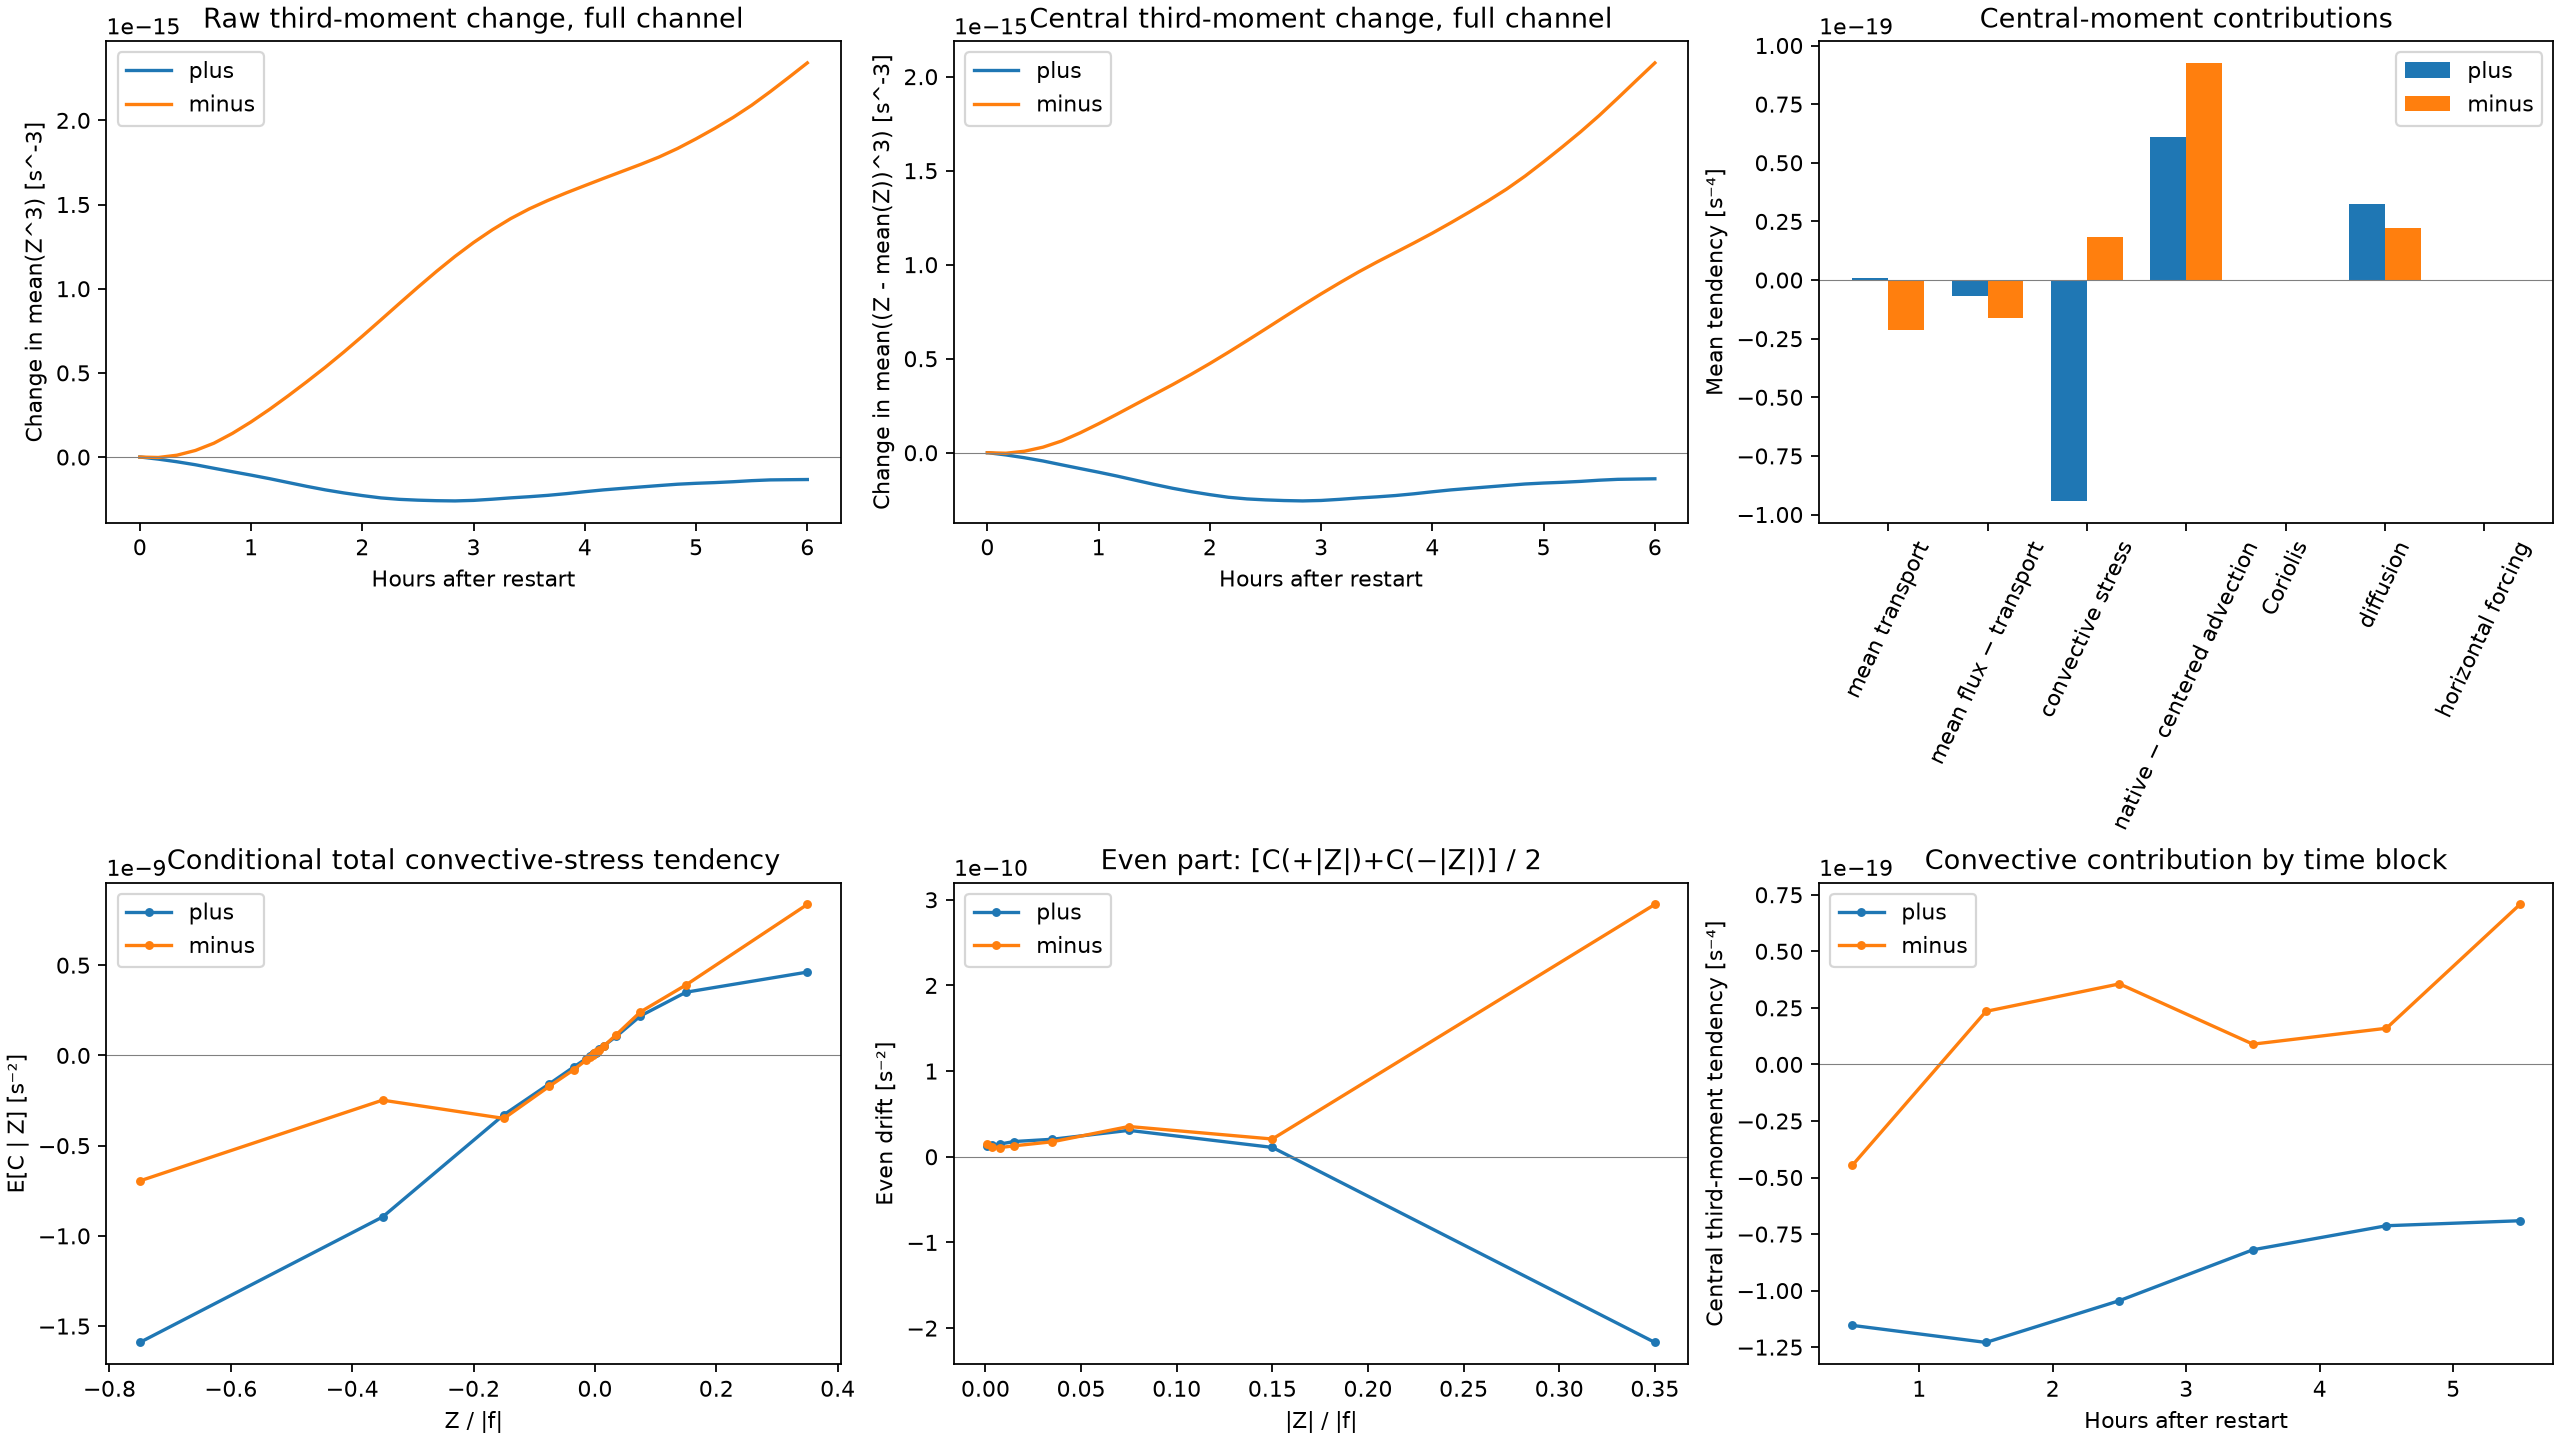 Raw third-moment change, full channel
1e−15
plus
minus
Change in mean(Z^3) [s^-3]
2.0
1.5
1.0
0.5
0.0
0 1 2 3 4 5 6
Hours after restart
Central third-moment change, full channel
1e−15
plus
minus
Change in mean((Z - mean(Z))^3) [s^-3]
2.0
1.5
1.0
0.5
0.0
0 1 2 3 4 5 6
Hours after restart
Central-moment contributions
1e−19
plus
minus
Mean tendency [s⁻⁴]
1.00
0.75
0.50
0.25
0.00
−0.25
−0.50
−0.75
−1.00
mean transport
mean flux − transport
convective stress
native − centered advection
Coriolis
diffusion
horizontal forcing
Conditional total convective-stress tendency
1e−9
plus
minus
E[C | Z] [s⁻²]
0.5
0.0
−0.5
−1.0
−1.5
−0.8 −0.6 −0.4 −0.2 0.0 0.2 0.4
Z / |f|
Even part: [C(+|Z|)+C(−|Z|)] / 2
1e−10
plus
minus
Even drift [s⁻²]
3
2
1
0
−1
−2
0.00 0.05 0.10 0.15 0.20 0.25 0.30 0.35
|Z| / |f|
Convective contribution by time block
1e−19
plus
minus
Central third-moment tendency [s⁻⁴]
0.75
0.50
0.25
0.00
−0.25
−0.50
−0.75
−1.00
−1.25
1 2 3 4 5
Hours after restart